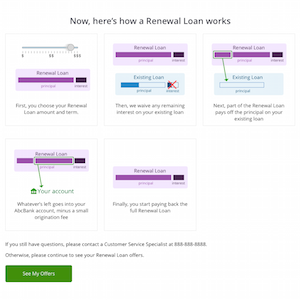 Now, here's how a Renewal Loan works
$ $$ $$$
Renewal Loan
principal interest
First, you choose your Renewal
Loan amount and term.
Renewal Loan
principal interest
Existing Loan
principal interest
Then, we waive any remaining
interest on your existing loan
Renewal Loan
principal interest
Existing Loan
principal
Next, part of the Renewal Loan
pays off the principal on your
existing loan
Renewal Loan
principal interest
Your account
Whatever's left goes into your
AbcBank account, minus a small
origination fee
Renewal Loan
principal interest
Finally, you start paying back the
full Renewal Loan
If you still have questions, please contact a Customer Service Specialist at 888-888-8888.
Otherwise, please continue to see your Renewal Loan offers.
See My Offers